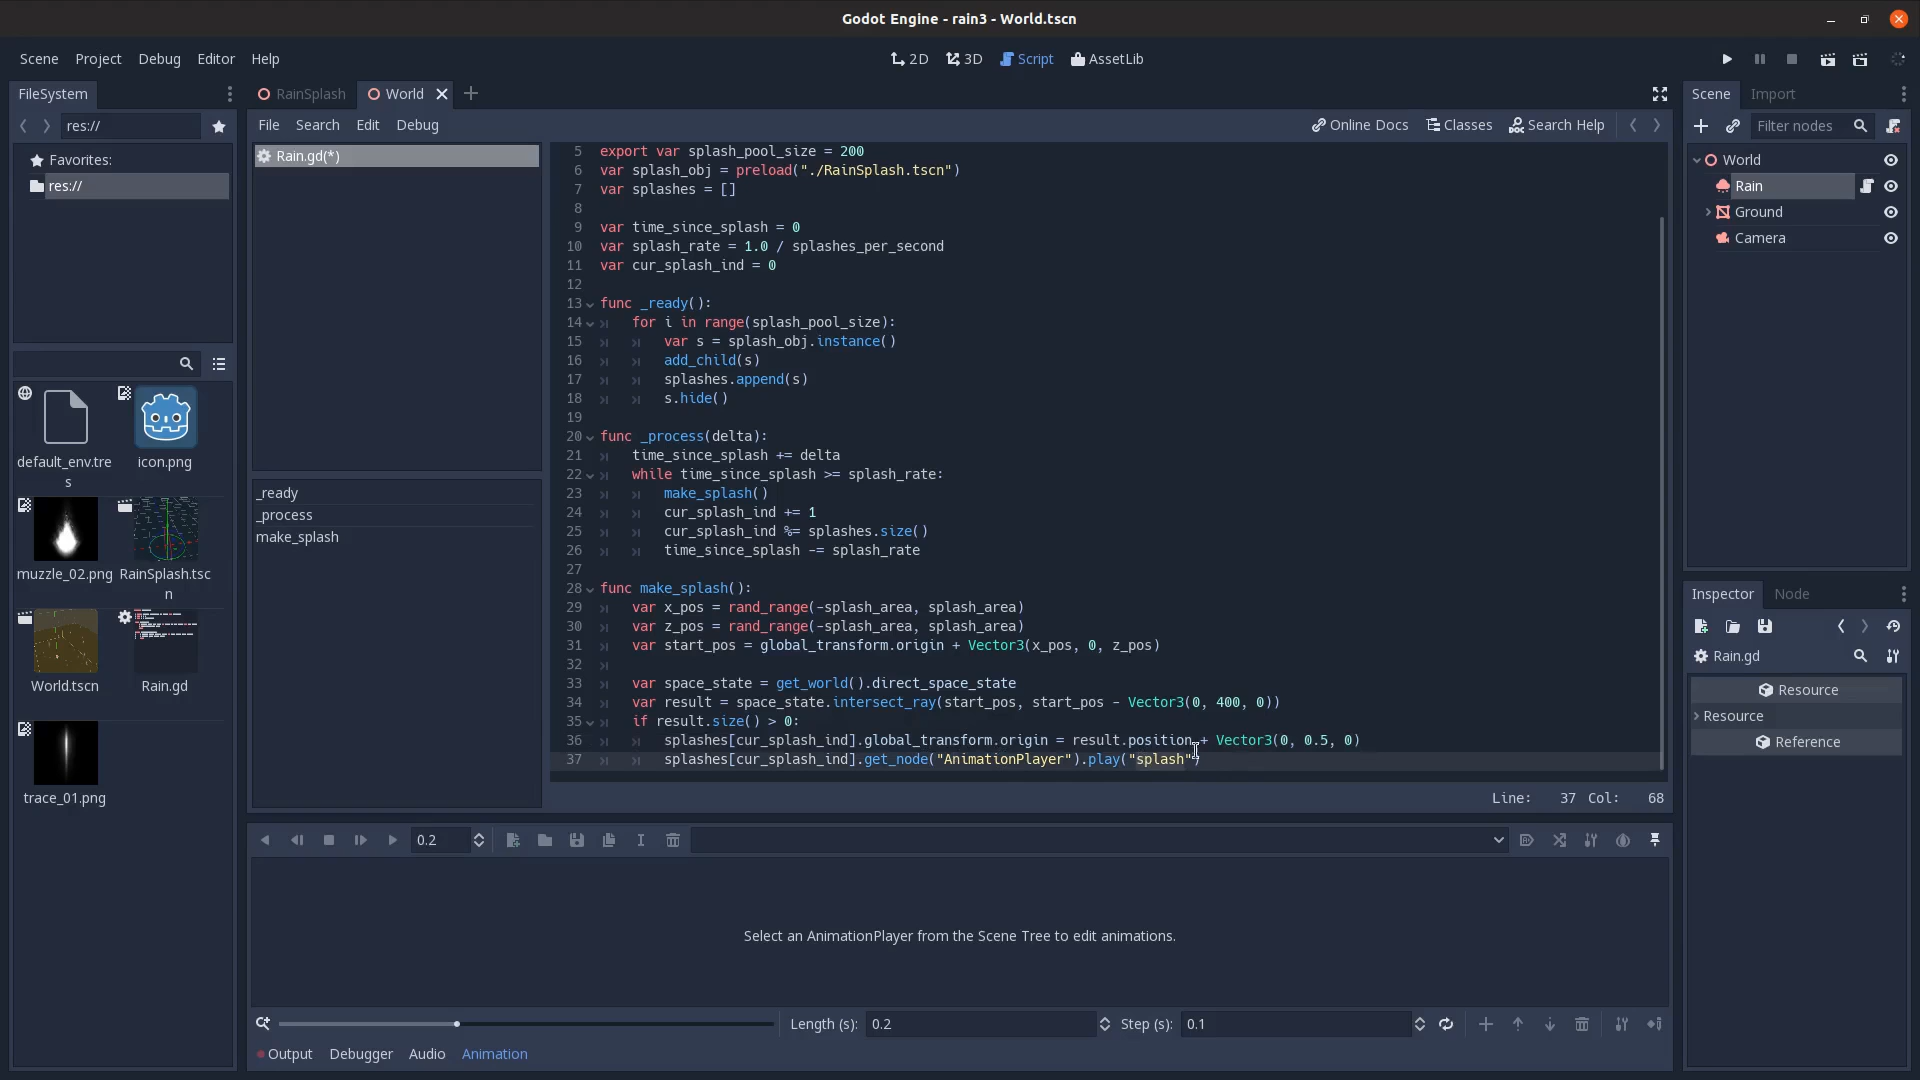 Godot Engine - rain3 - World.tscn
Scene Project Debug Editor Help
2D 3D Script AssetLib
FileSystem
RainSplash World
Scene Import
res://
File Search Edit Debug
Online Docs Classes Search Help
Filter nodes
Favorites:
res://
Rain.gd(*)
5 export var splash_pool_size = 200
6 var splash_obj = preload("./RainSplash.tscn")
7 var splashes = []
8
9 var time_since_splash = 0
10 var splash_rate = 1.0 / splashes_per_second
11 var cur_splash_ind = 0
12
13 func _ready():
14 for i in range(splash_pool_size):
15 var s = splash_obj.instance()
16 add_child(s)
17 splashes.append(s)
18 s.hide()
19
20 func _process(delta):
21 time_since_splash += delta
22 while time_since_splash >= splash_rate:
23 make_splash()
24 cur_splash_ind += 1
25 cur_splash_ind %= splashes.size()
26 time_since_splash -= splash_rate
27
28 func make_splash():
29 var x_pos = rand_range(-splash_area, splash_area)
30 var z_pos = rand_range(-splash_area, splash_area)
31 var start_pos = global_transform.origin + Vector3(x_pos, 0, z_pos)
32
33 var space_state = get_world().direct_space_state
34 var result = space_state.intersect_ray(start_pos, start_pos - Vector3(0, 400, 0))
35 if result.size() > 0:
36 splashes[cur_splash_ind].global_transform.origin = result.position + Vector3(0, 0.5, 0)
37 splashes[cur_splash_ind].get_node("AnimationPlayer").play("splash")
Line: 37 Col: 68
_ready
_process
make_splash
default_env.tre
s
icon.png
muzzle_02.png
RainSplash.tsc
n
World.tscn
Rain.gd
trace_01.png
World
Rain
Ground
Camera
Inspector Node
Rain.gd
Resource
Resource
Reference
0.2
Select an AnimationPlayer from the Scene Tree to edit animations.
Length (s): 0.2 Step (s): 0.1
Output Debugger Audio Animation